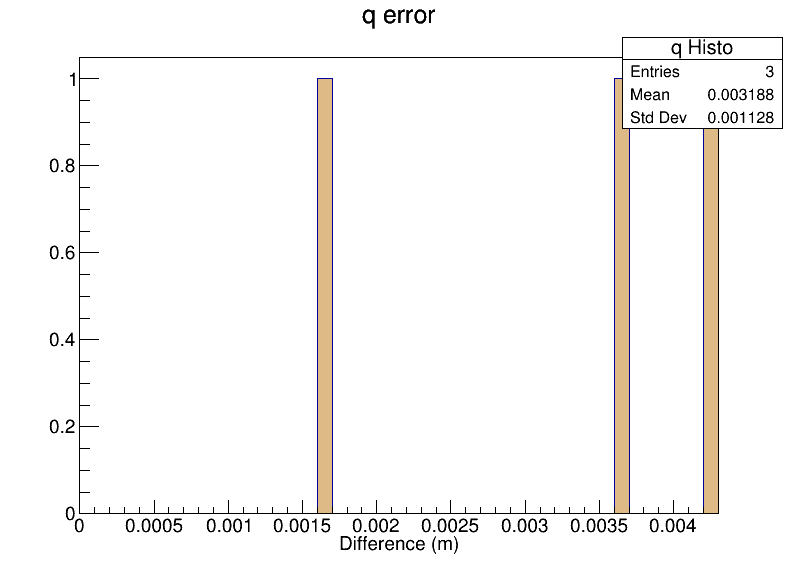 q error
q Histo
Entries 3
Mean 0.003188
Std Dev 0.001128
1
0.8
0.6
0.4
0.2
0
0 0.0005 0.001 0.0015 0.002 0.0025 0.003 0.0035 0.004
Difference (m)